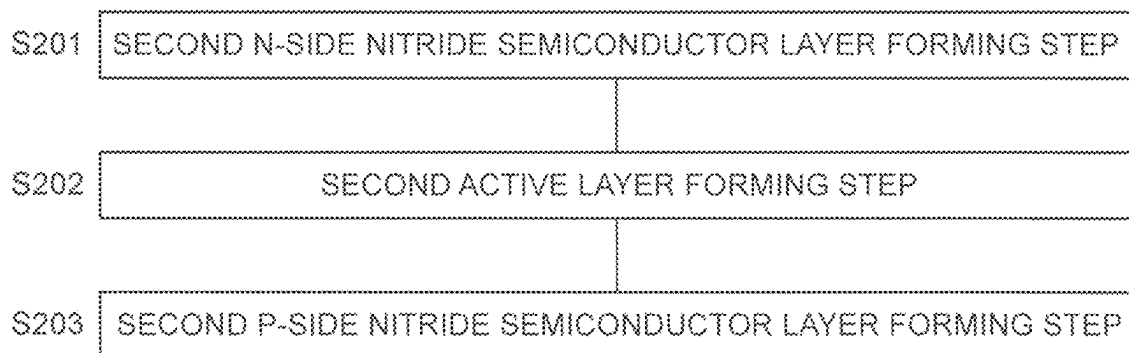 S201 SECOND N-SIDE NITRIDE SEMICONDUCTOR LAYER FORMING STEP
S202 SECOND ACTIVE LAYER FORMING STEP
S203 SECOND P-SIDE NITRIDE SEMICONDUCTOR LAYER FORMING STEP